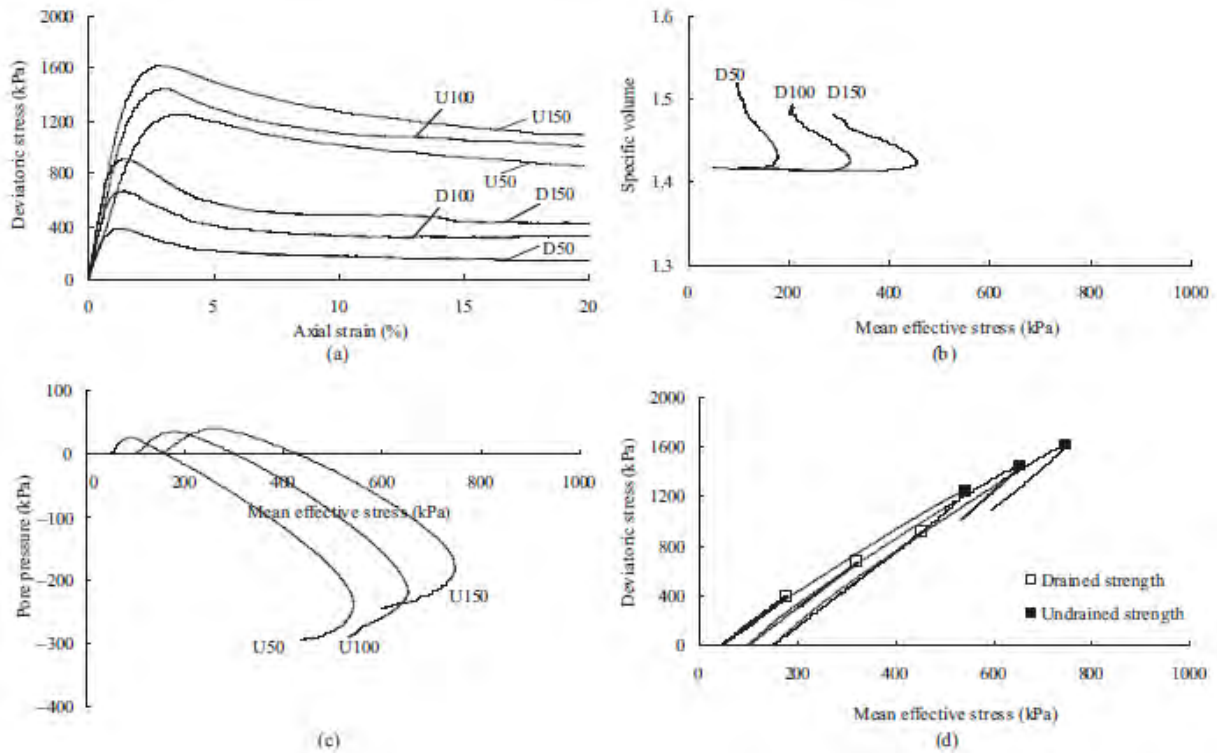 2000
1600
1200
800
400
0
Deviatoric stress (kPa)
U100
U150
U50
D100
D150
D50
0 5 10 15 20
Axial strain (%)
(a)
1.6
1.5
1.4
1.3
Specific volume
D50
D100 D150
0 200 400 600 800 1000
Mean effective stress (kPa)
(b)
100
0
−100
−200
−300
−400
Pore pressure (kPa)
0 200 400 600 800 1000
Mean effective stress (kPa)
U150
U50 U100
(c)
2000
1600
1200
800
400
0
Deviatoric stress (kPa)
Drained strength
Undrained strength
0 200 400 600 800 1000
Mean effective stress (kPa)
(d)